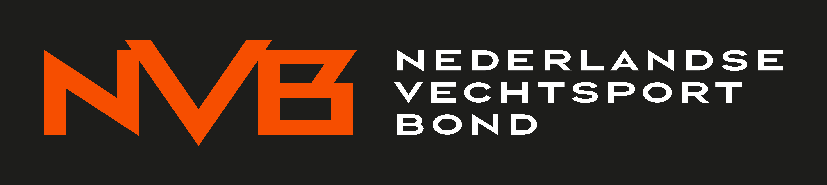 NVB
NEDERLANDSE
VECHTSPORT
BOND